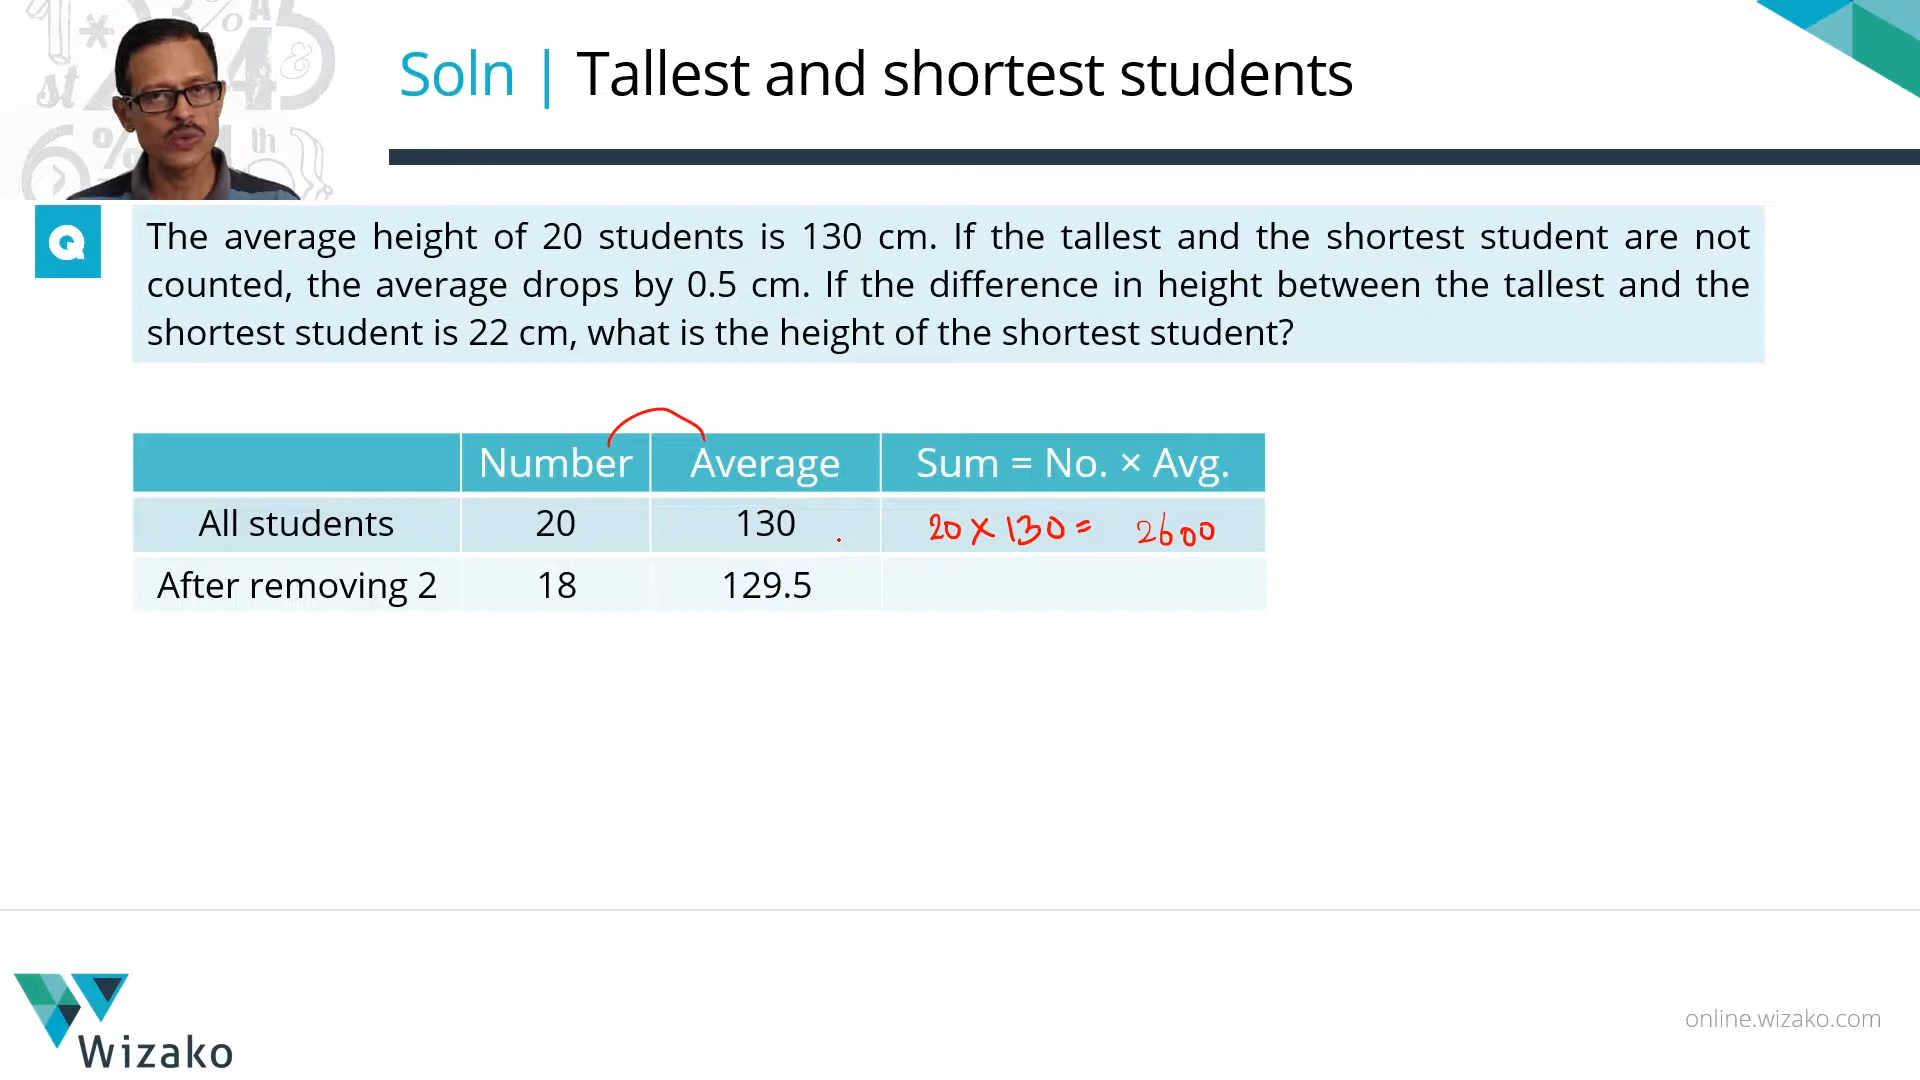 Soln | Tallest and shortest students
Q
The average height of 20 students is 130 cm. If the tallest and the shortest student are not
counted, the average drops by 0.5 cm. If the difference in height between the tallest and the
shortest student is 22 cm, what is the height of the shortest student?
Number Average Sum = No. × Avg.
All students 20 130 20 × 130 = 2600
After removing 2 18 129.5
Wizako
online.wizako.com